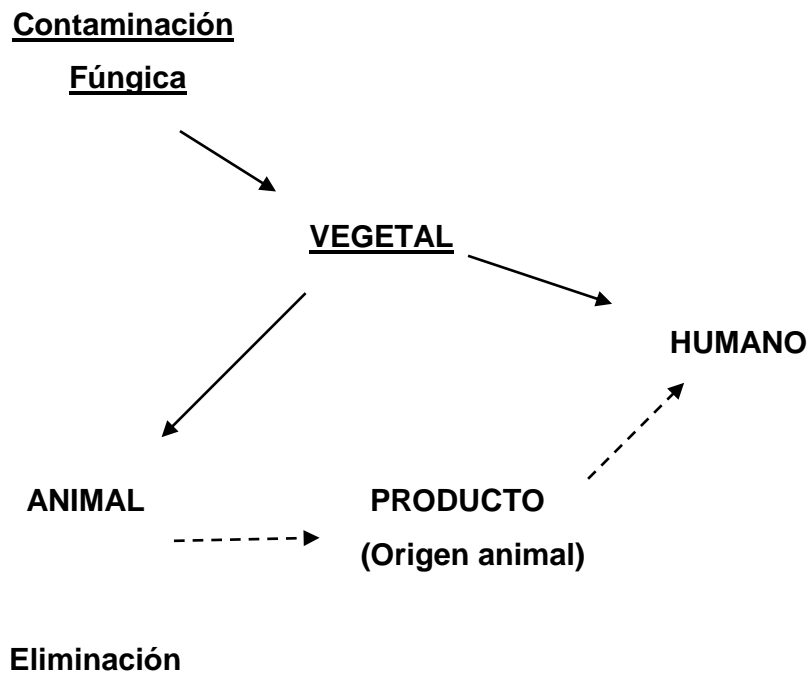 Contaminación
Fúngica
VEGETAL
HUMANO
ANIMAL
PRODUCTO
(Origen animal)
Eliminación